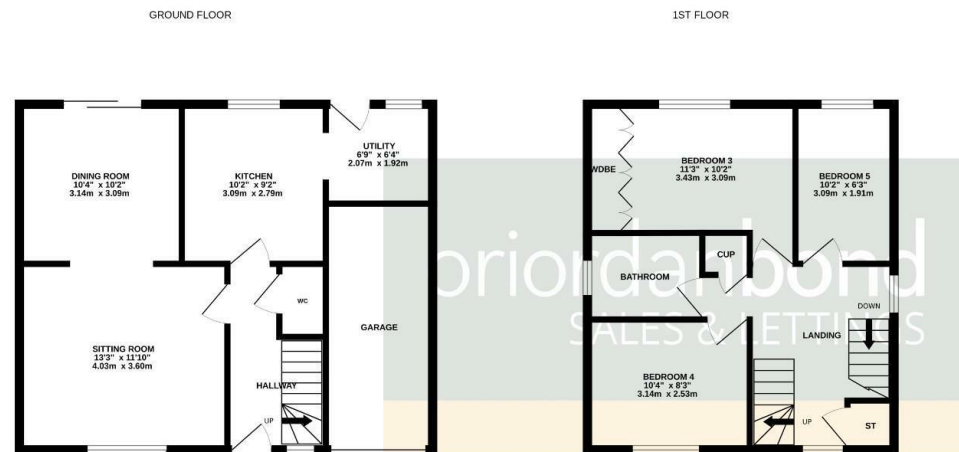 GROUND FLOOR
1ST FLOOR
DINING ROOM
10'4" x 10'2"
3.14m x 3.09m
KITCHEN
10'2" x 9'2"
3.09m x 2.79m
UTILITY
6'9" x 6'4"
2.07m x 1.92m
SITTING ROOM
13'3" x 11'10"
4.03m x 3.60m
WC
HALLWAY
UP
GARAGE
WDBE
BEDROOM 3
11'3" x 10'2"
3.43m x 3.09m
BEDROOM 5
10'2" x 6'3"
3.09m x 1.91m
BATHROOM
CUP
DOWN
LANDING
BEDROOM 4
10'4" x 8'3"
3.14m x 2.53m
UP
ST
oriordanbond
SALES & LETTINGS